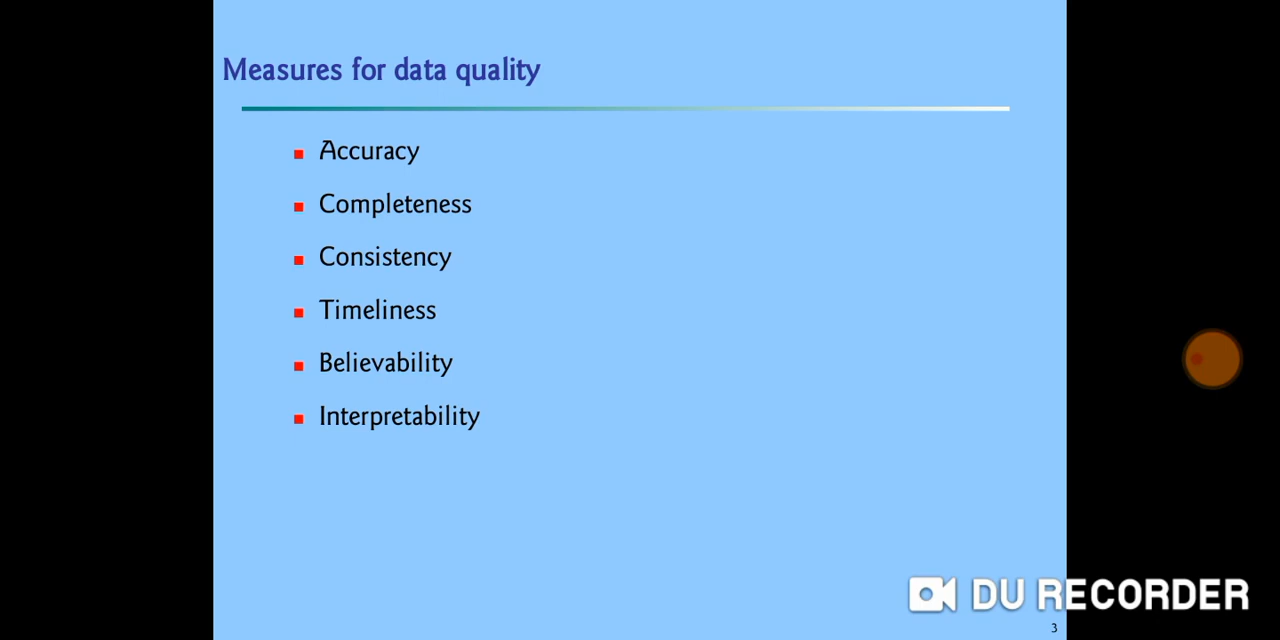 Measures for data quality
Accuracy
Completeness
Consistency
Timeliness
Believability
Interpretability
DU RECORDER
3